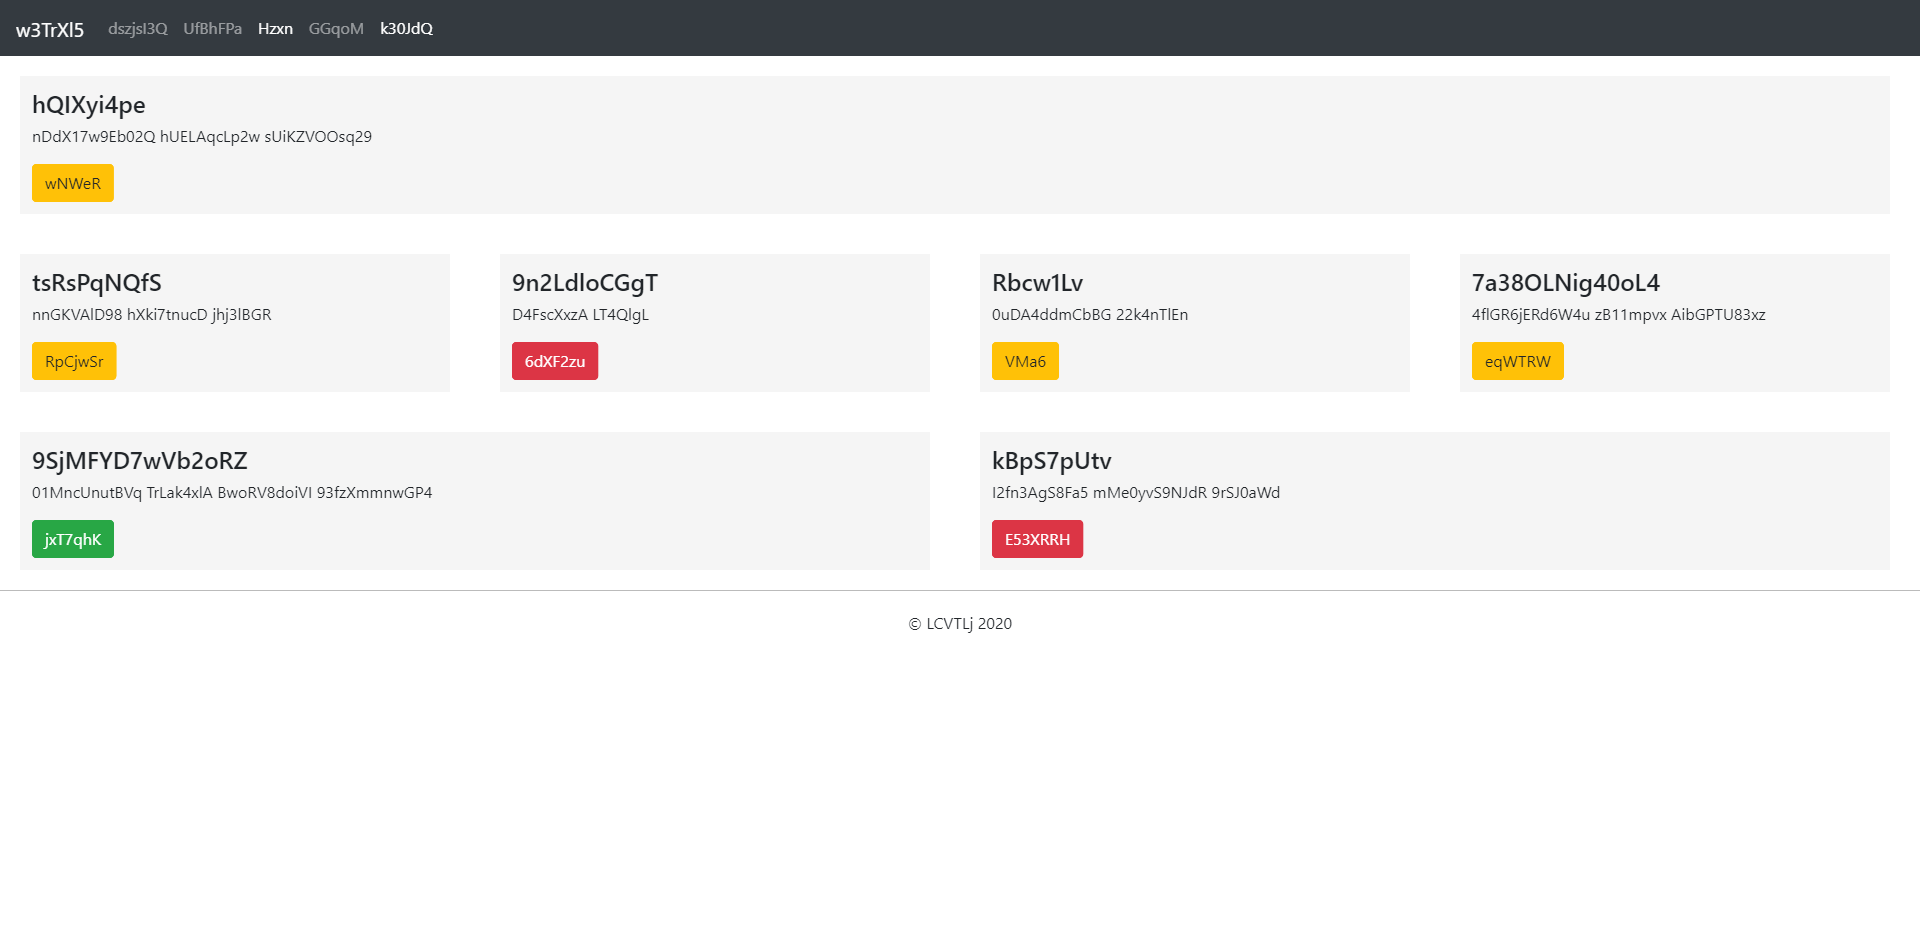 w3TrXl5 dszjsI3Q UfBhFPa Hzxn GGqoM k30JdQ
hQIXyi4pe
nDdX17w9Eb02Q hUELAqcLp2w sUiKZVOOsq29
wNWeR
tsRsPqNQfS
nnGKVAlD98 hXki7tnucD jhj3lBGR
RpCjwSr
9n2LdloCGgT
D4FscXxzA LT4QlgL
6dXF2zu
Rbcw1Lv
0uDA4ddmCbBG 22k4nTlEn
VMa6
7a38OLNig40oL4
4flGR6jERd6W4u zB11mpvx AibGPTU83xz
eqWTRW
9SjMFYD7wVb2oRZ
01MncUnutBVq TrLak4xlA BwoRV8doiVI 93fzXmmnwGP4
jxT7qhK
kBpS7pUtv
I2fn3AgS8Fa5 mMe0yvS9NJdR 9rSJ0aWd
E53XRRH
© LCVTLj 2020